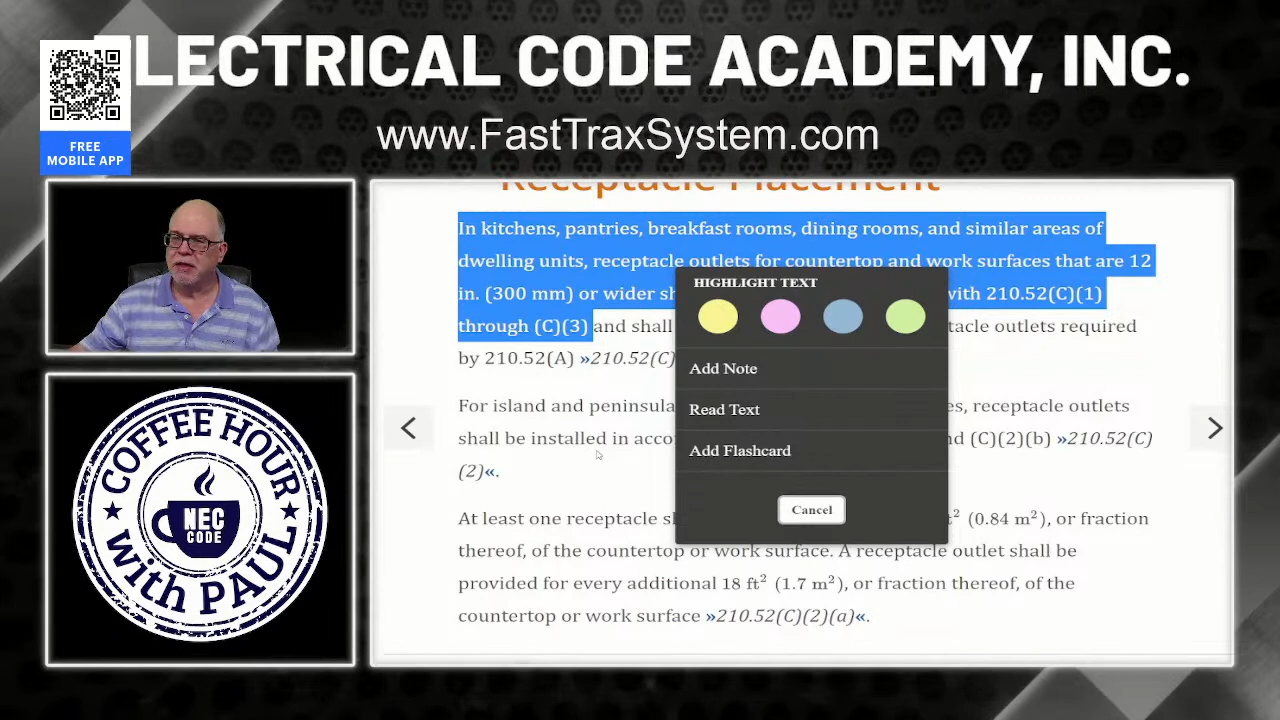 ELECTRICAL CODE ACADEMY, INC.
www.FastTraxSystem.com
FREE
MOBILE APP
Receptacle Placement
In kitchens, pantries, breakfast rooms, dining rooms, and similar areas of
dwelling units, receptacle outlets for countertop and work surfaces that are 12
in. (300 mm) or wider sh with 210.52(C)(1)
through (C)(3) and shall tacle outlets required
by 210.52(A) »210.52(C)
For island and peninsula es, receptacle outlets
shall be installed in acco nd (C)(2)(b) »210.52(C)
(2)«.
At least one receptacle s ft² (0.84 m²), or fraction
thereof, of the countertop or work surface. A receptacle outlet shall be
provided for every additional 18 ft² (1.7 m²), or fraction thereof, of the
countertop or work surface »210.52(C)(2)(a)«.
HIGHLIGHT TEXT
Add Note
Read Text
Add Flashcard
Cancel
COFFEE HOUR
NEC
CODE
with PAUL